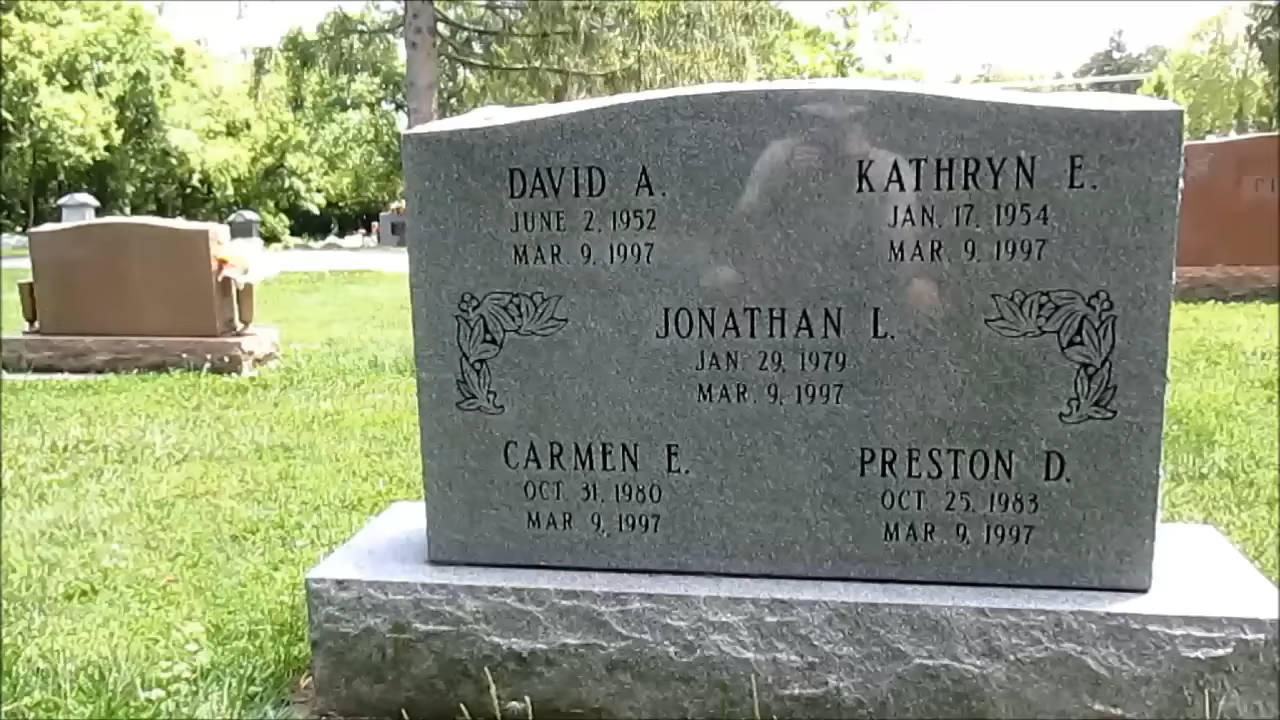 DAVID A.
JUNE 2, 1952
MAR. 9, 1997
KATHRYN E.
JAN. 17, 1954
MAR. 9, 1997
JONATHAN L.
JAN. 29, 1979
MAR. 9, 1997
CARMEN E.
OCT. 31, 1980
MAR. 9, 1997
PRESTON D.
OCT. 25, 1983
MAR. 9, 1997